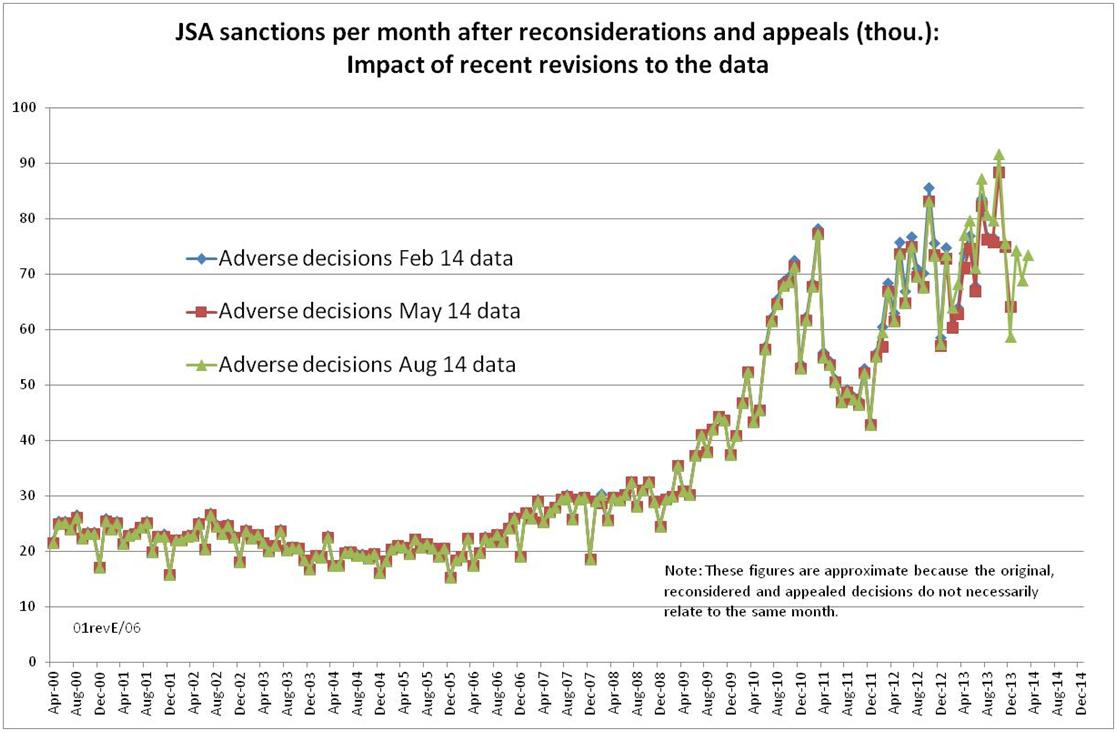 JSA sanctions per month after reconsiderations and appeals (thou.):
Impact of recent revisions to the data
100
90
80
70
60
50
40
30
20
10
0
Adverse decisions Feb 14 data
Adverse decisions May 14 data
Adverse decisions Aug 14 data
Note: These figures are approximate because the original,
reconsidered and appealed decisions do not necessarily
relate to the same month.
01revE/06
Apr-00
Aug-00
Dec-00
Apr-01
Aug-01
Dec-01
Apr-02
Aug-02
Dec-02
Apr-03
Aug-03
Dec-03
Apr-04
Aug-04
Dec-04
Apr-05
Aug-05
Dec-05
Apr-06
Aug-06
Dec-06
Apr-07
Aug-07
Dec-07
Apr-08
Aug-08
Dec-08
Apr-09
Aug-09
Dec-09
Apr-10
Aug-10
Dec-10
Apr-11
Aug-11
Dec-11
Apr-12
Aug-12
Dec-12
Apr-13
Aug-13
Dec-13
Apr-14
Aug-14
Dec-14